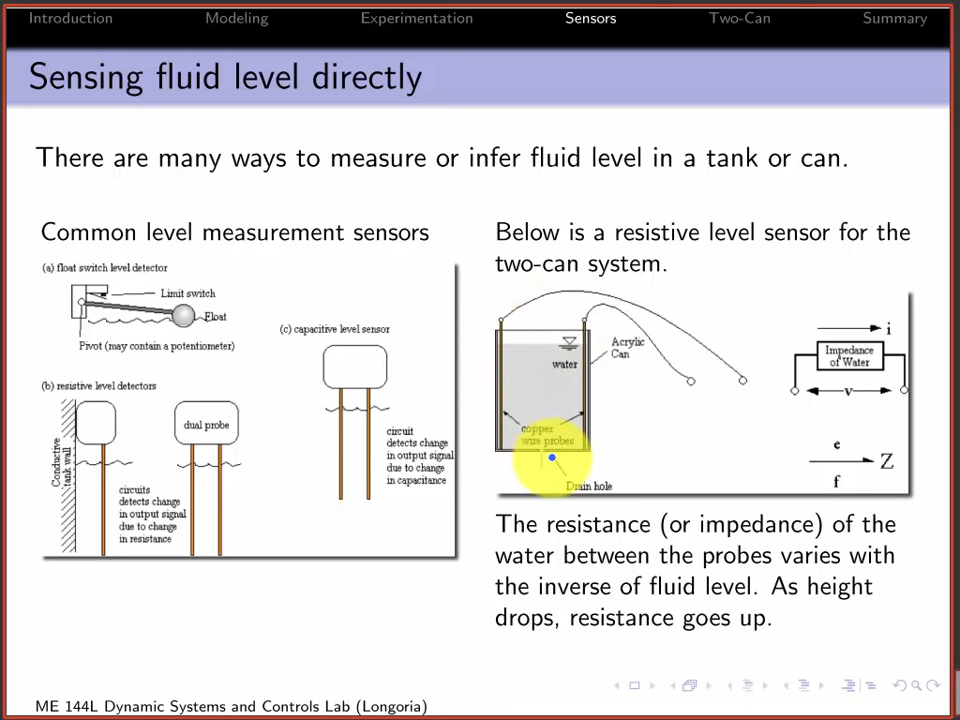 Introduction Modeling Experimentation Sensors Two-Can Summary
Sensing fluid level directly
There are many ways to measure or infer fluid level in a tank or can.
Common level measurement sensors
(a) float switch level detector
Limit switch
Float
Pivot (may contain a potentiometer)
(c) capacitive level sensor
(b) resistive level detectors
dual probe
Conductive
tank wall
circuits
detects change
in output signal
due to change
in resistance
circuit
detects change
in output signal
due to change
in capacitance
Below is a resistive level sensor for the
two-can system.
Acrylic
Can
water
copper
wire probes
Drain hole
i
Impedance
of Water
v
e
Z
f
The resistance (or impedance) of the
water between the probes varies with
the inverse of fluid level. As height
drops, resistance goes up.
ME 144L Dynamic Systems and Controls Lab (Longoria)